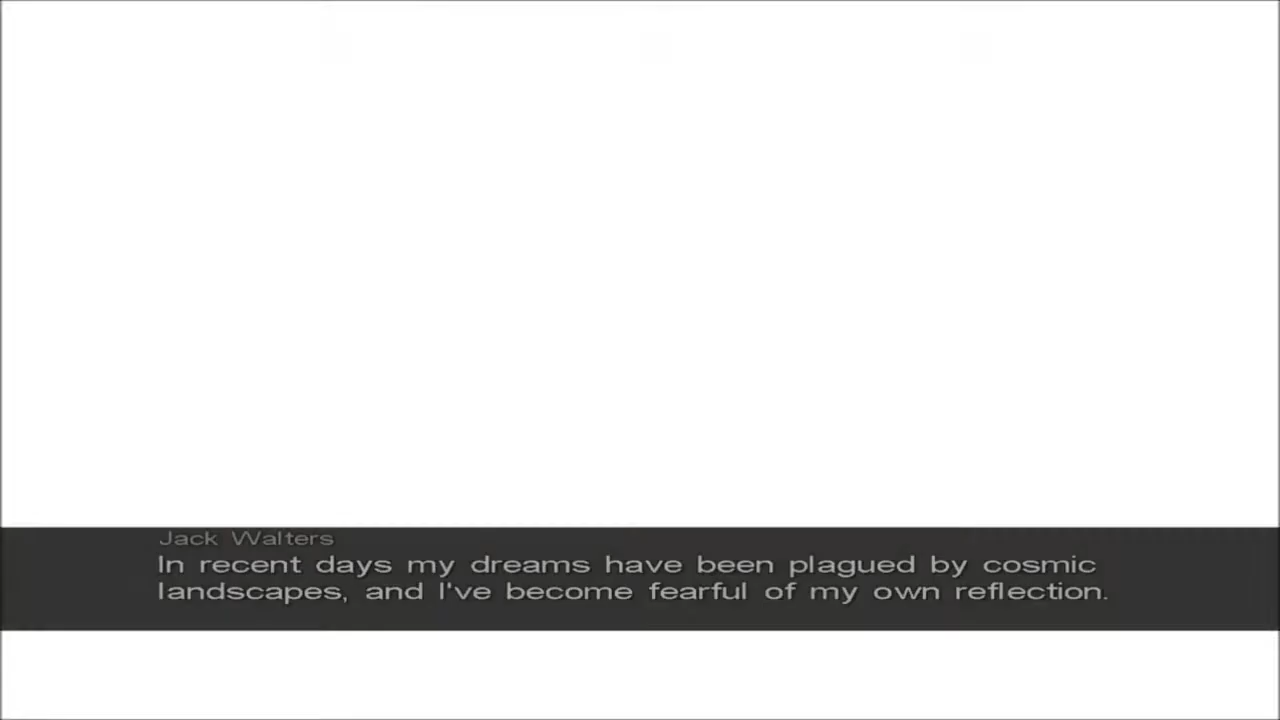 Jack Walters
In recent days my dreams have been plagued by cosmic
landscapes, and I've become fearful of my own reflection.